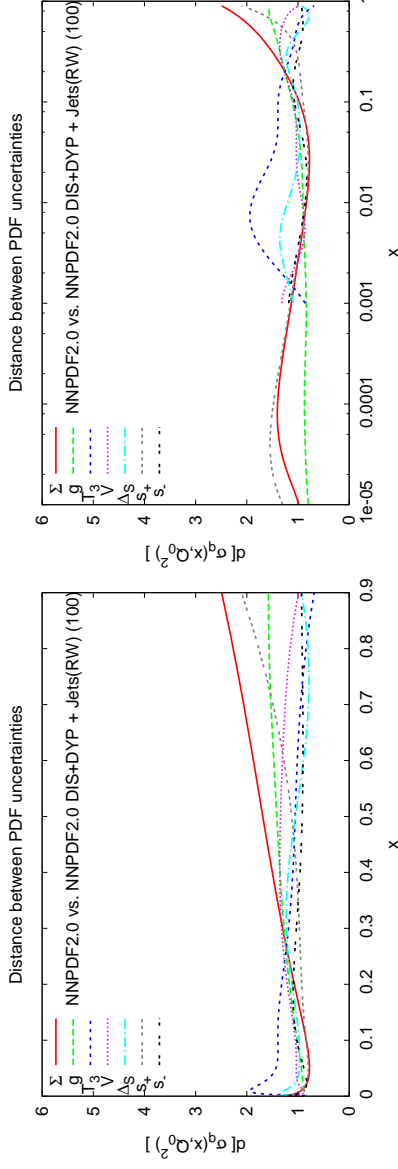 Distance between PDF uncertainties
NNPDF2.0 vs. NNPDF2.0 DIS+DYP + Jets(RW) (100)
Σ
g
T3
V
Δs
s+
s-
d[ σq(x,Q0^2) ]
6
5
4
3
2
1
0
0 0.1 0.2 0.3 0.4 0.5 0.6 0.7 0.8 0.9
x
Distance between PDF uncertainties
NNPDF2.0 vs. NNPDF2.0 DIS+DYP + Jets(RW) (100)
Σ
g
T3
V
Δs
s+
s-
d[ σq(x,Q0^2) ]
6
5
4
3
2
1
0
1e-05 0.0001 0.001 0.01 0.1 1
x